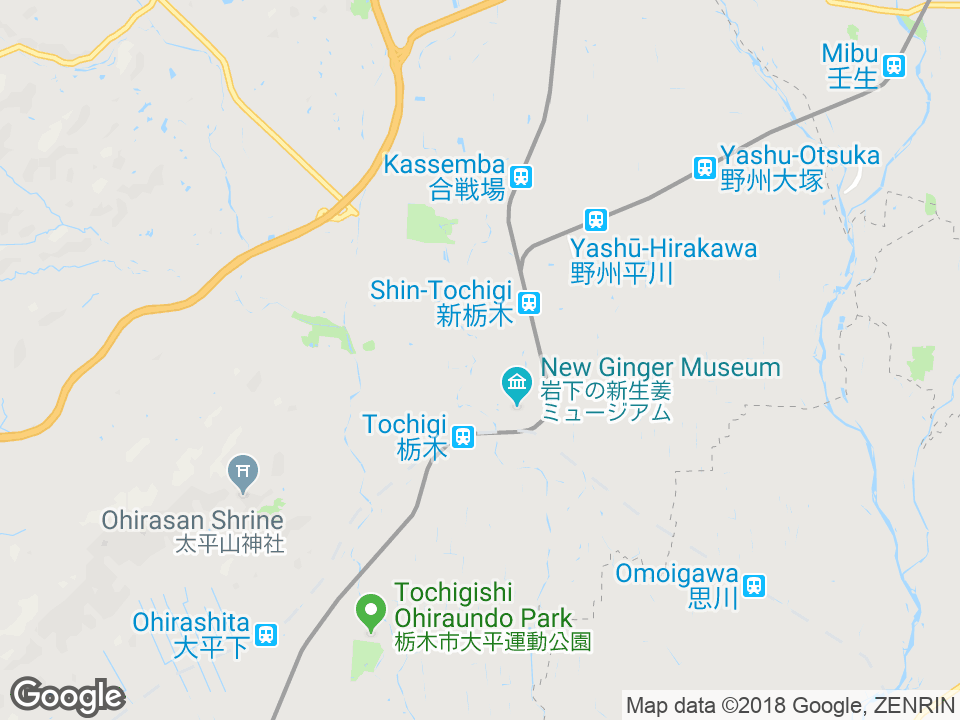 Mibu
壬生
Kassemba
合戦場
Yashu-Otsuka
野州大塚
Yashū-Hirakawa
野州平川
Shin-Tochigi
新栃木
New Ginger Museum
岩下の新生姜
ミュージアム
Tochigi
栃木
Ohirasan Shrine
太平山神社
Omoigawa
思川
Tochigishi
Ohiraundo Park
栃木市大平運動公園
Ohirashita
大平下
Google
Map data ©2018 Google, ZENRIN